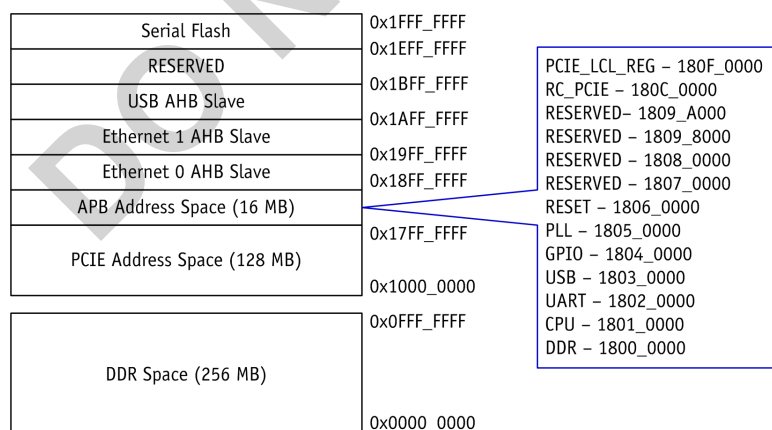 Serial Flash
0x1FFF_FFFF
0x1EFF_FFFF
RESERVED
0x1BFF_FFFF
USB AHB Slave
0x1AFF_FFFF
Ethernet 1 AHB Slave
0x19FF_FFFF
Ethernet 0 AHB Slave
0x18FF_FFFF
APB Address Space (16 MB)
0x17FF_FFFF
PCIE Address Space (128 MB)
0x1000_0000
0x0FFF_FFFF
DDR Space (256 MB)
0x0000_0000
PCIE_LCL_REG – 180F_0000
RC_PCIE – 180C_0000
RESERVED– 1809_A000
RESERVED – 1809_8000
RESERVED – 1808_0000
RESERVED – 1807_0000
RESET – 1806_0000
PLL – 1805_0000
GPIO – 1804_0000
USB – 1803_0000
UART – 1802_0000
CPU – 1801_0000
DDR – 1800_0000
DO N